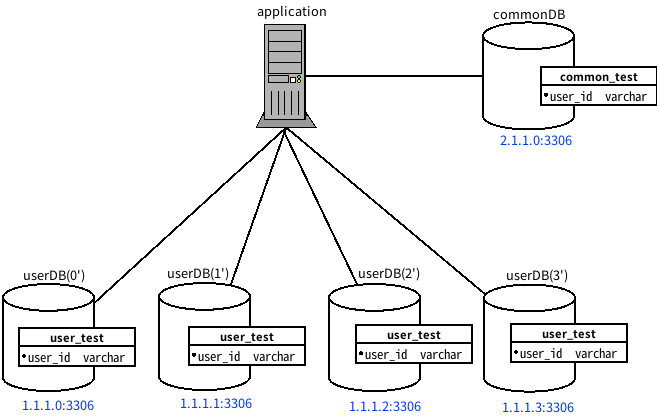 application
commonDB
common_test
user_id varchar
2.1.1.0:3306
userDB(0')
userDB(1')
userDB(2')
userDB(3')
user_test
user_id varchar
user_test
user_id varchar
user_test
user_id varchar
user_test
user_id varchar
1.1.1.0:3306
1.1.1.1:3306
1.1.1.2:3306
1.1.1.3:3306